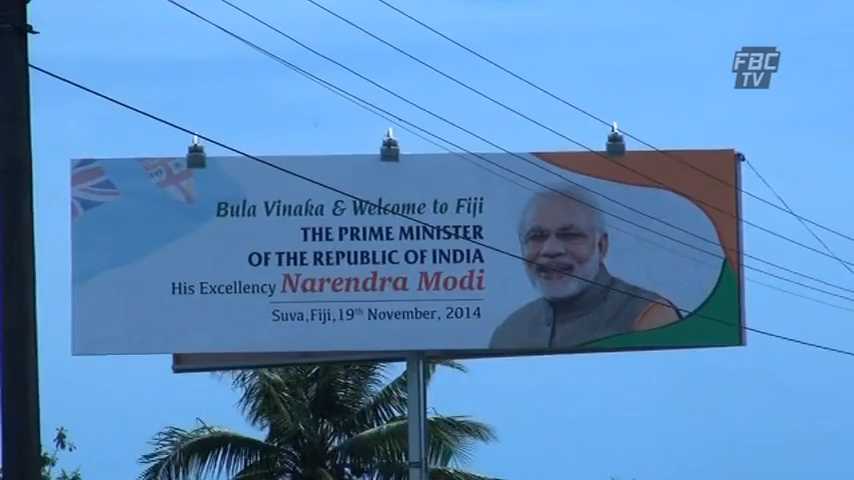 FBC
TV
Bula Vinaka & Welcome to Fiji
THE PRIME MINISTER
OF THE REPUBLIC OF INDIA
His Excellency Narendra Modi
Suva, Fiji, 19th November, 2014